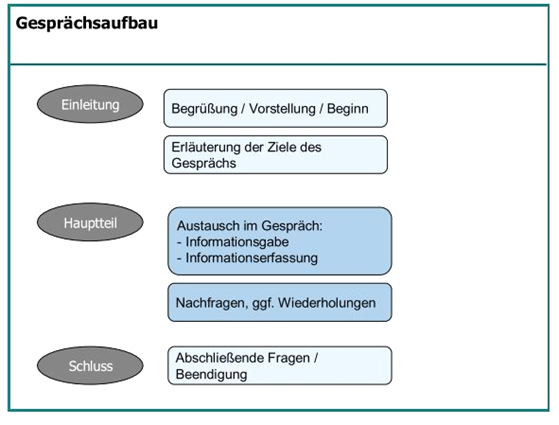 Gesprächsaufbau
Einleitung
Begrüßung / Vorstellung / Beginn
Erläuterung der Ziele des
Gesprächs
Hauptteil
Austausch im Gespräch:
- Informationsgabe
- Informationserfassung
Nachfragen, ggf. Wiederholungen
Schluss
Abschließende Fragen /
Beendigung